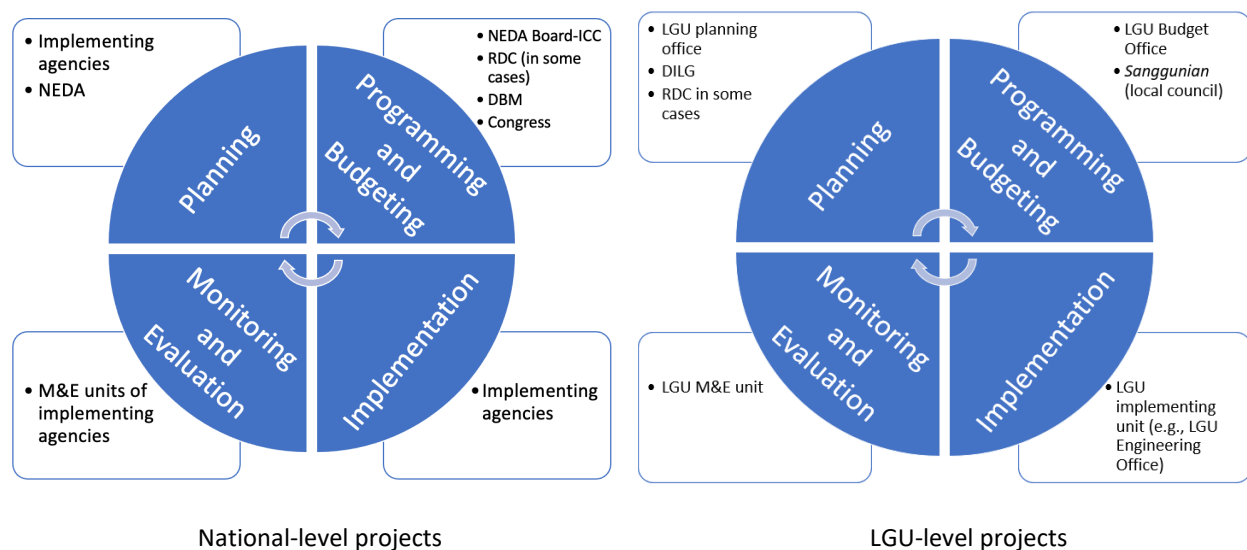 • Implementing
agencies
• NEDA
• NEDA Board-ICC
• RDC (in some
cases)
• DBM
• Congress
Planning
Programming
and
Budgeting
Monitoring
and
Evaluation
Implementation
• M&E units of
implementing
agencies
• Implementing
agencies
National-level projects
• LGU planning
office
• DILG
• RDC in some
cases
• LGU Budget
Office
• Sanggunian
(local council)
Planning
Programming
and
Budgeting
Monitoring
and
Evaluation
Implementation
• LGU M&E unit
• LGU
implementing
unit (e.g., LGU
Engineering
Office)
LGU-level projects